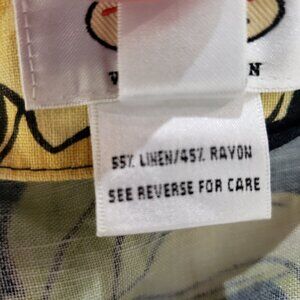 55% LINEN/45% RAYON
SEE REVERSE FOR CARE